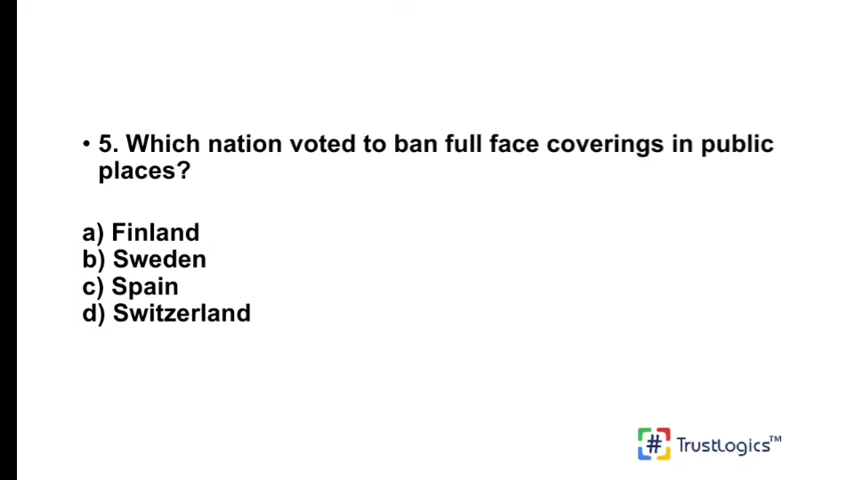 • 5. Which nation voted to ban full face coverings in public
places?
a) Finland
b) Sweden
c) Spain
d) Switzerland
# TrustLogics™